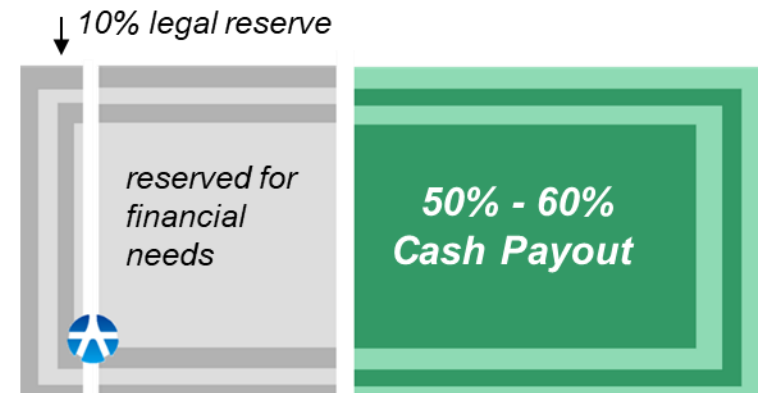 10% legal reserve
reserved for
financial
needs
50% - 60%
Cash Payout